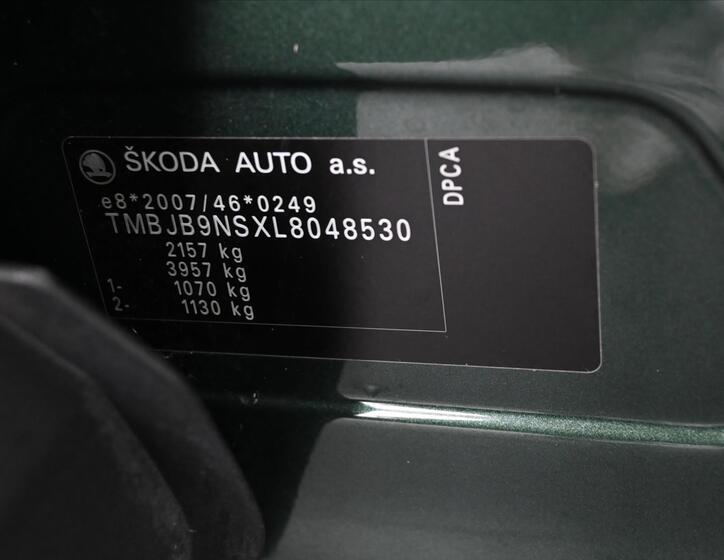 ŠKODA AUTO a.s.
DPCA
e8*2007/46*0249
TMBJB9NSXL8048530
2157 kg
3957 kg
1- 1070 kg
2- 1130 kg